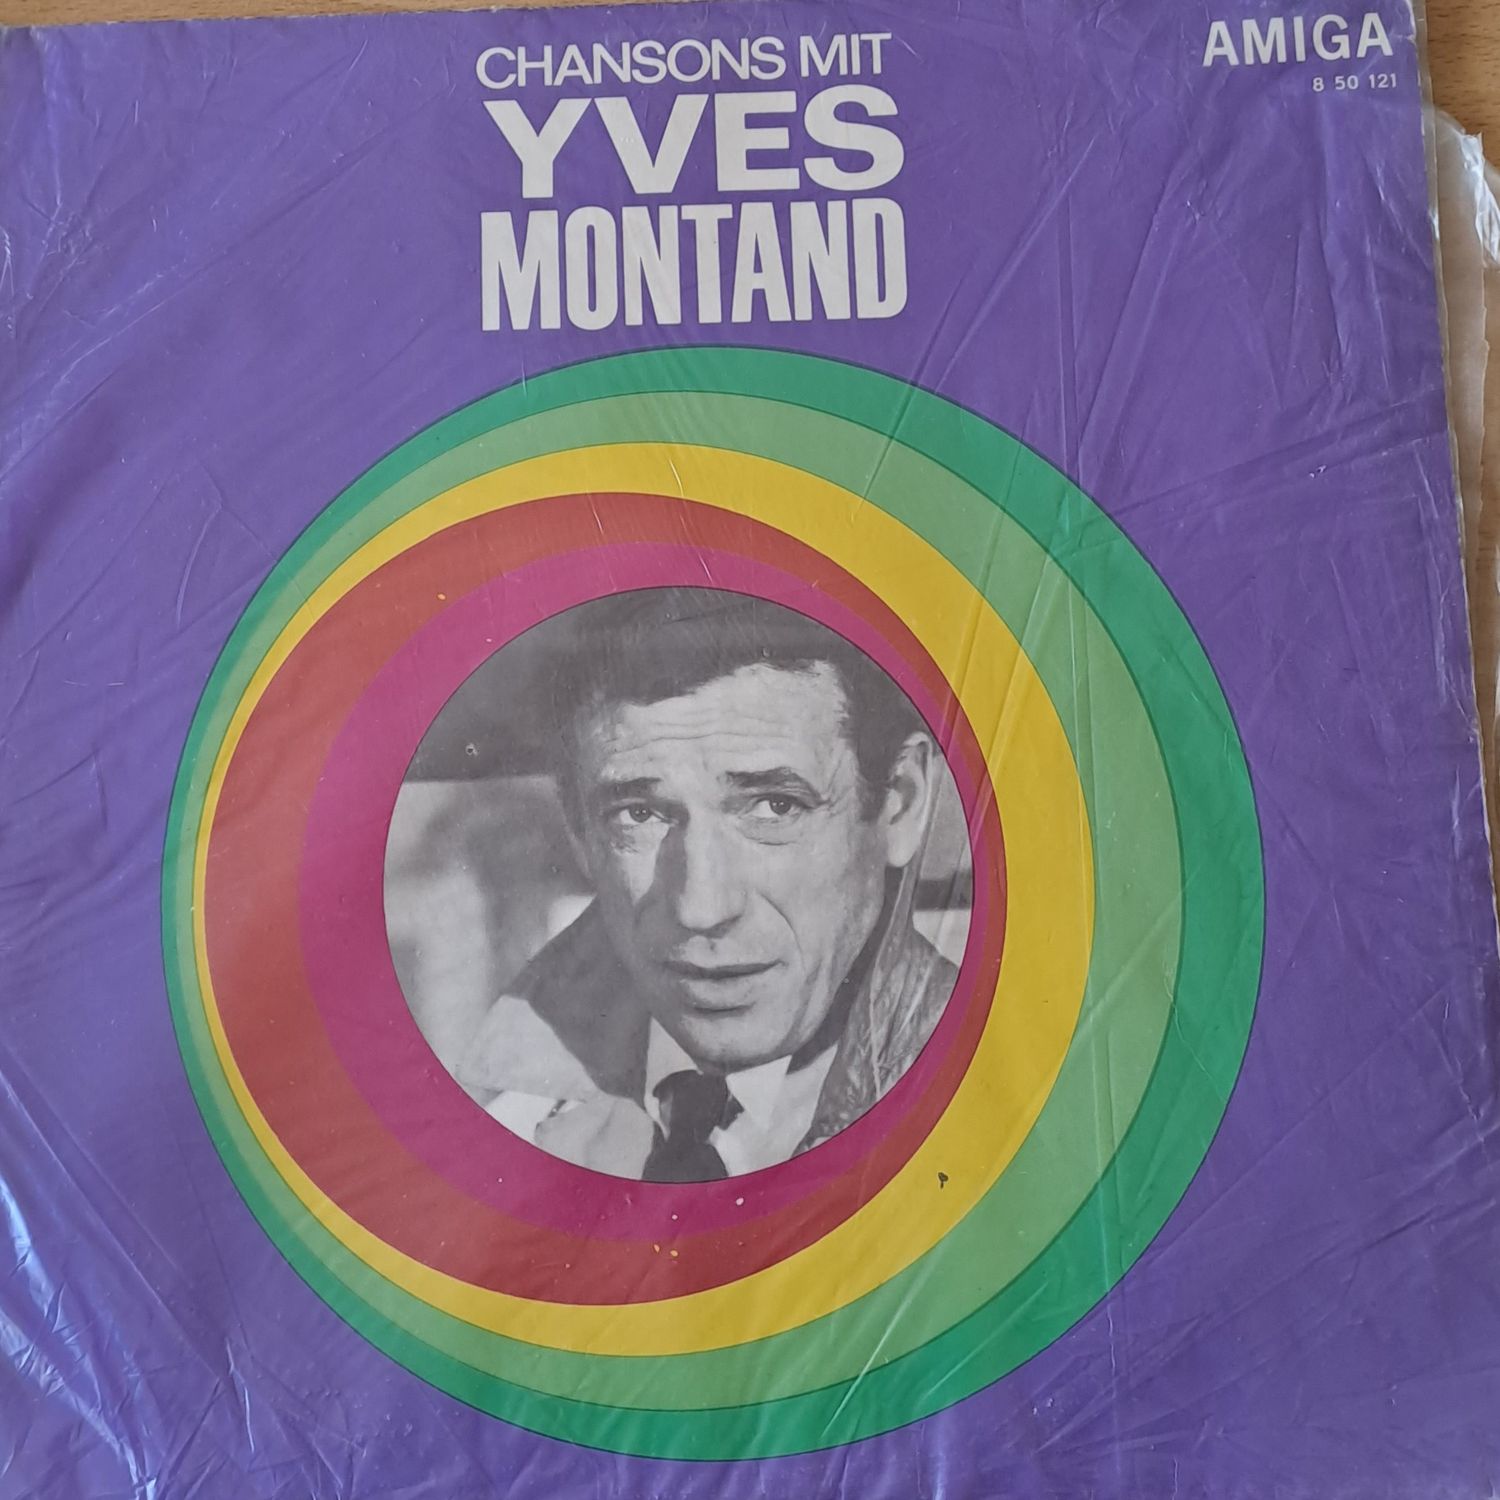 CHANSONS MIT
YVES
MONTAND
AMIGA
8 50 121